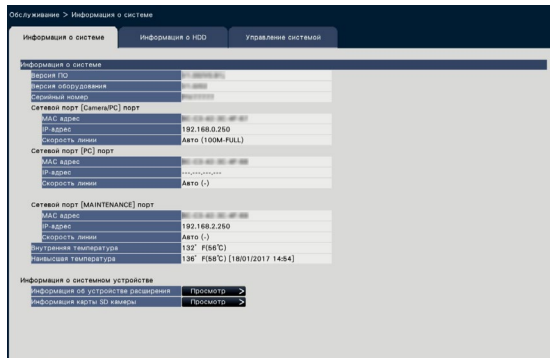 Обслуживание > Информация о системе
Информация о системе Информация о HDD Управление системой
Информация о системе
Версия ПО
Версия оборудования
Серийный номер
Сетевой порт [Camera/PC] порт
MAC адрес
IP-адрес 192.168.0.250
Скорость линии Авто (100M-FULL)
Сетевой порт [PC] порт
MAC адрес
IP-адрес ---.---.---.---
Скорость линии Авто (-)
Сетевой порт [MAINTENANCE] порт
MAC адрес
IP-адрес 192.168.2.250
Скорость линии Авто (-)
Внутренняя температура 132° F(56℃)
Наивысшая температура 136° F(58℃) [18/01/2017 14:54]
Информация о системном устройстве
Информация об устройстве расширения Просмотр >
Информация карты SD камеры Просмотр >